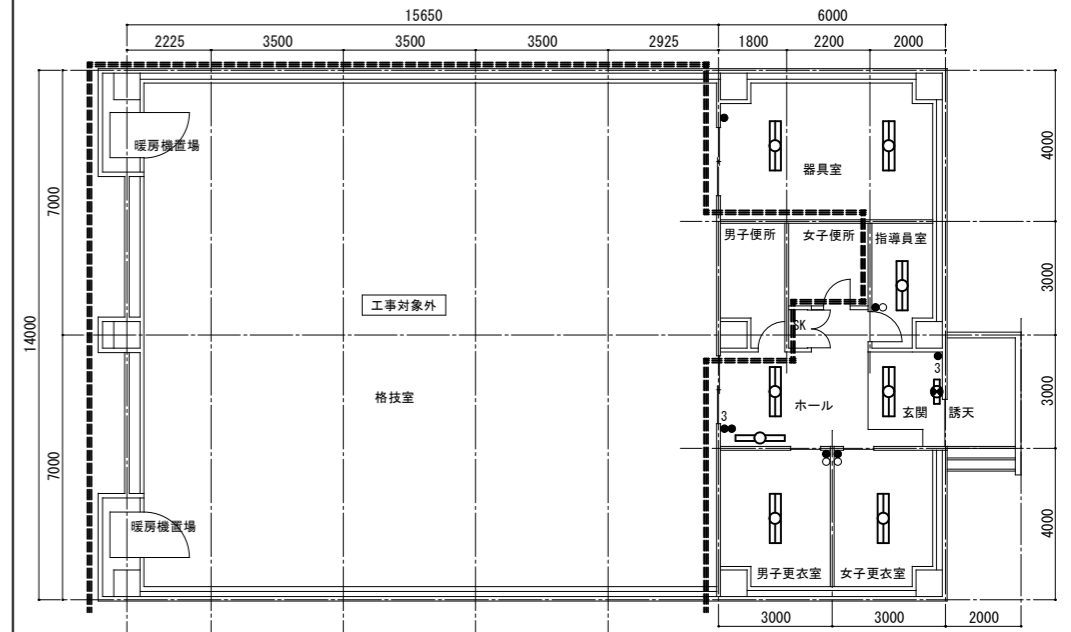 15650
6000
2225
3500
3500
3500
2925
1800
2200
2000
暖房機置場
器具室
4000
7000
男子便所
女子便所
指導員室
3000
工事対象外
SK
14000
3
格技室
ホール
玄関
誘天
3000
3
7000
暖房機置場
4000
男子更衣室
女子更衣室
3000
3000
2000